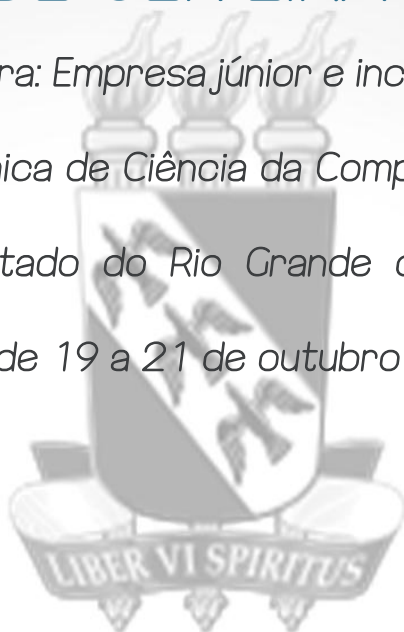 ra: Empresa júnior e inc
nica de Ciência da Comp
tado do Rio Grande
de 19 a 21 de outubro
LIBER VI SPIRITUS